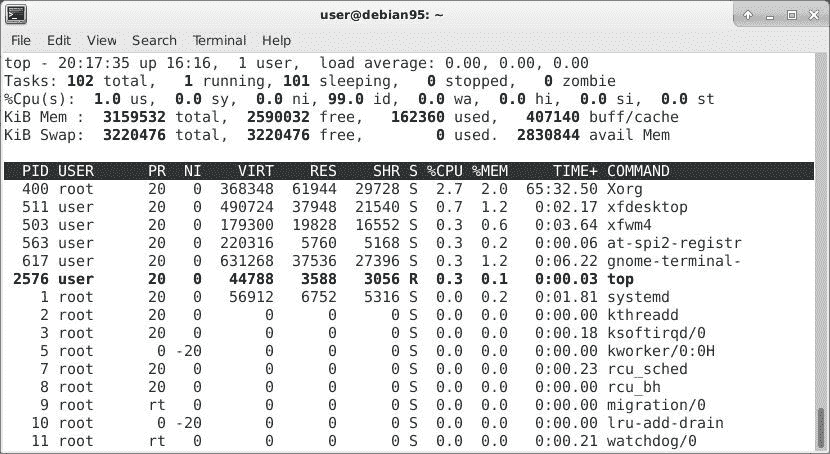 user@debian95: ~
File Edit View Search Terminal Help
top - 20:17:35 up 16:16,  1 user,  load average: 0.00, 0.00, 0.00
Tasks: 102 total,   1 running, 101 sleeping,   0 stopped,   0 zombie
%Cpu(s):  1.0 us,  0.0 sy,  0.0 ni, 99.0 id,  0.0 wa,  0.0 hi,  0.0 si,  0.0 st
KiB Mem :  3159532 total,  2590032 free,   162360 used,   407140 buff/cache
KiB Swap:  3220476 total,  3220476 free,        0 used.  2830844 avail Mem
PID USER      PR  NI    VIRT    RES    SHR S %CPU %MEM     TIME+ COMMAND
400 root      20   0  368348  61944  29728 S  2.7  2.0  65:32.50 Xorg
511 user      20   0  490724  37948  21540 S  0.7  1.2   0:02.17 xfdesktop
503 user      20   0  179300  19828  16552 S  0.3  0.6   0:03.64 xfwm4
563 user      20   0  220316   5760   5168 S  0.3  0.2   0:00.06 at-spi2-registr
617 user      20   0  631268  37536  27396 S  0.3  1.2   0:06.22 gnome-terminal-
2576 user      20   0   44788   3588   3056 R  0.3  0.1   0:00.03 top
1 root      20   0   56912   6752   5316 S  0.0  0.2   0:01.81 systemd
2 root      20   0       0      0      0 S  0.0  0.0   0:00.00 kthreadd
3 root      20   0       0      0      0 S  0.0  0.0   0:00.18 ksoftirqd/0
5 root       0 -20       0      0      0 S  0.0  0.0   0:00.00 kworker/0:0H
7 root      20   0       0      0      0 S  0.0  0.0   0:00.23 rcu_sched
8 root      20   0       0      0      0 S  0.0  0.0   0:00.00 rcu_bh
9 root      rt   0       0      0      0 S  0.0  0.0   0:00.00 migration/0
10 root       0 -20       0      0      0 S  0.0  0.0   0:00.00 lru-add-drain
11 root      rt   0       0      0      0 S  0.0  0.0   0:00.21 watchdog/0